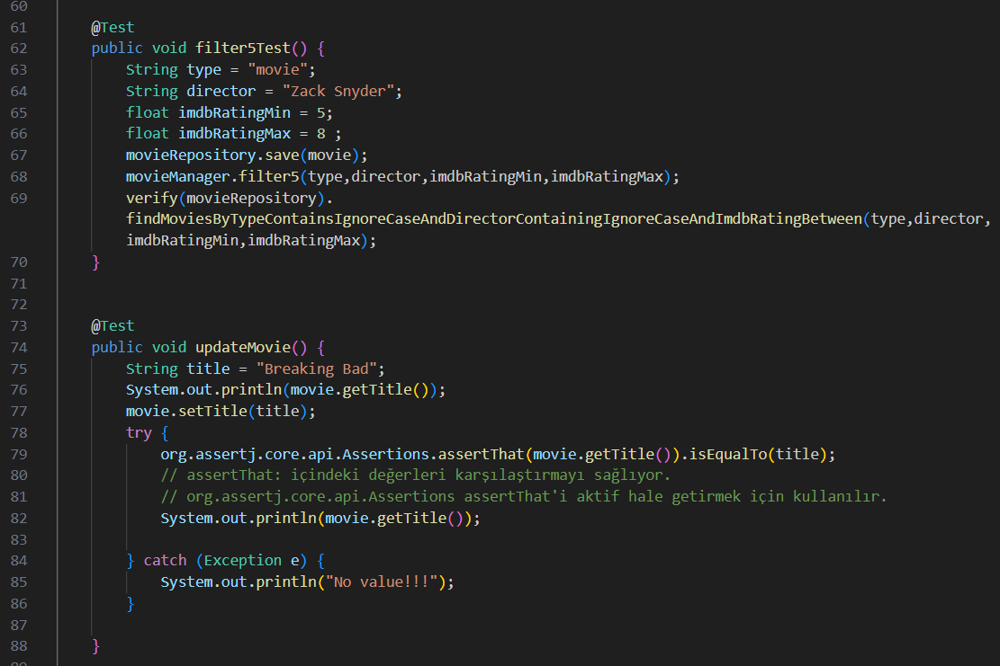 60
61 @Test
62 public void filter5Test() {
63 String type = "movie";
64 String director = "Zack Snyder";
65 float imdbRatingMin = 5;
66 float imdbRatingMax = 8 ;
67 movieRepository.save(movie);
68 movieManager.filter5(type,director,imdbRatingMin,imdbRatingMax);
69 verify(movieRepository).
findMoviesByTypeContainsIgnoreCaseAndDirectorContainingIgnoreCaseAndImdbRatingBetween(type,director,
imdbRatingMin,imdbRatingMax);
70 }
71
72
73 @Test
74 public void updateMovie() {
75 String title = "Breaking Bad";
76 System.out.println(movie.getTitle());
77 movie.setTitle(title);
78 try {
79 org.assertj.core.api.Assertions.assertThat(movie.getTitle()).isEqualTo(title);
80 // assertThat: içindeki değerleri karşılaştırmayı sağlıyor.
81 // org.assertj.core.api.Assertions assertThat'i aktif hale getirmek için kullanılır.
82 System.out.println(movie.getTitle());
83
84 } catch (Exception e) {
85 System.out.println("No value!!!");
86 }
87
88 }